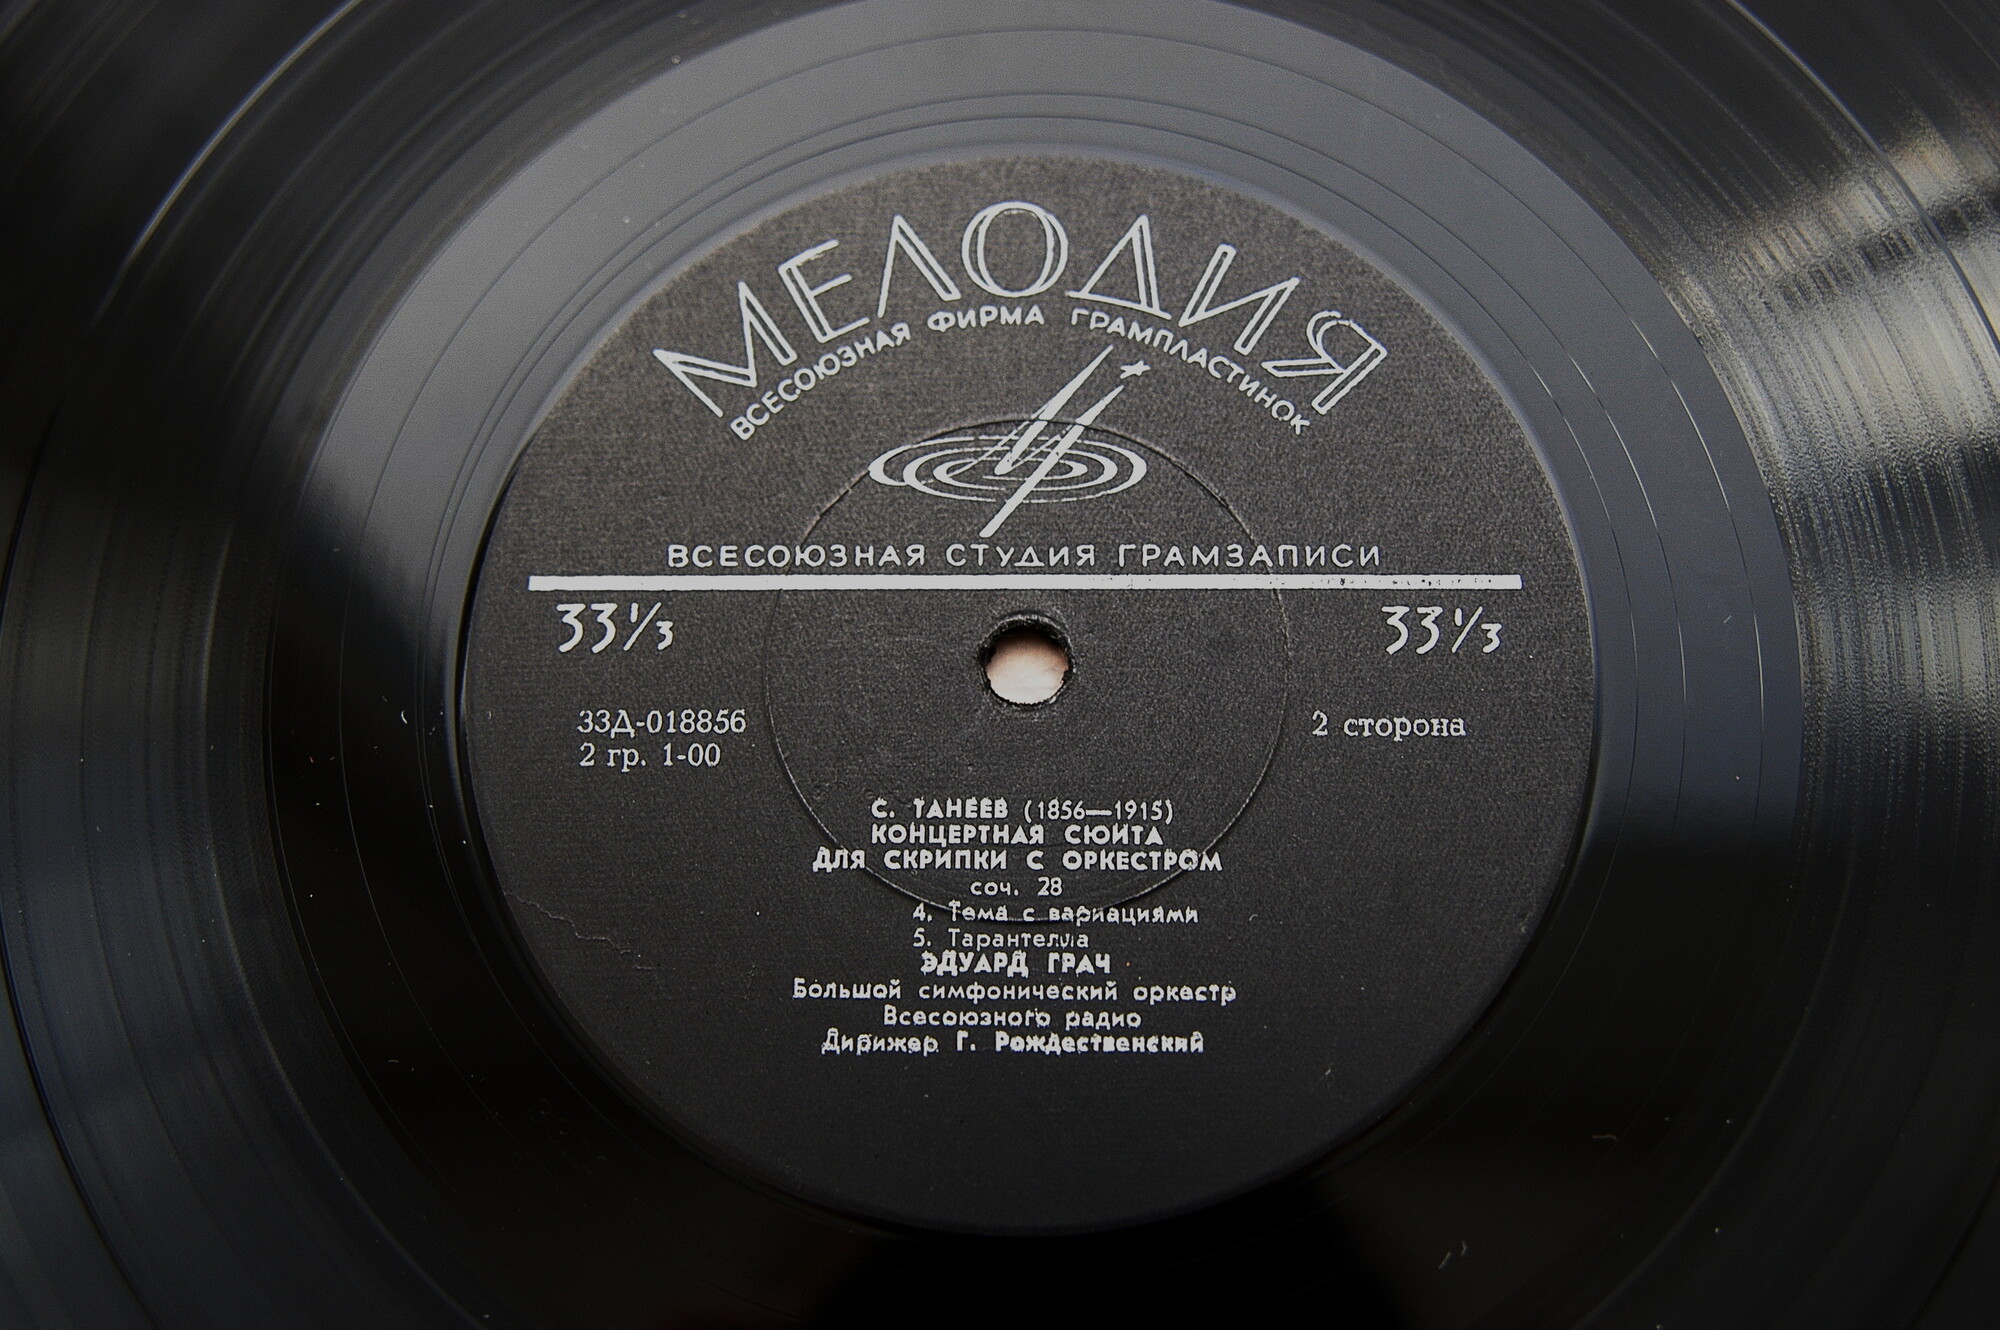 МЕЛОДИЯ
ВСЕСОЮЗНАЯ ФИРМА ГРАМПЛАСТИНОК
ВСЕСОЮЗНАЯ СТУДИЯ ГРАМЗАПИСИ
33⅓ 33⅓
33Д-018856 2 сторона
2 гр. 1-00
С. ТАНЕЕВ (1856—1915)
КОНЦЕРТНАЯ СЮИТА
ДЛЯ СКРИПКИ С ОРКЕСТРОМ
соч. 28
4. Тема с вариациями
5. Тарантелла
ЭДУАРД ГРАЧ
Большой симфонический оркестр
Всесоюзного радио
Дирижер Г. Рождественский